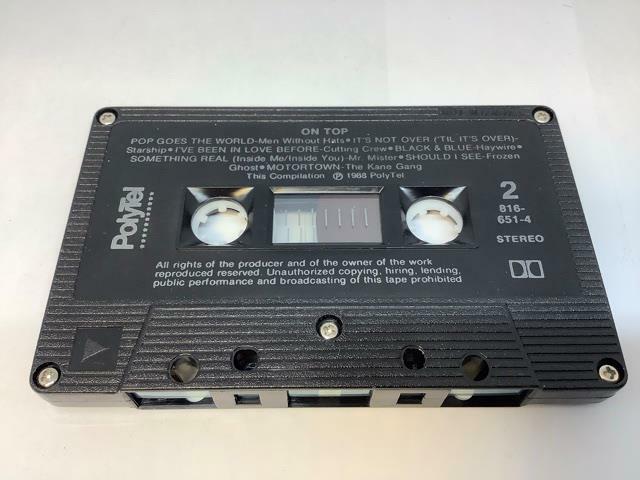 ON TOP
POP GOES THE WORLD-Men Without Hats•IT'S NOT OVER ('TIL IT'S OVER)-
Starship•I'VE BEEN IN LOVE BEFORE-Cutting Crew•BLACK & BLUE-Haywire•
SOMETHING REAL (Inside Me/Inside You)-Mr. Mister•SHOULD I SEE-Frozen
Ghost•MOTORTOWN-The Kane Gang
This Compilation Ⓟ 1988 PolyTel
PolyTel
2
816-
651-4
STEREO
All rights of the producer and of the owner of the work
reproduced reserved. Unauthorized copying, hiring, lending,
public performance and broadcasting of this tape prohibited